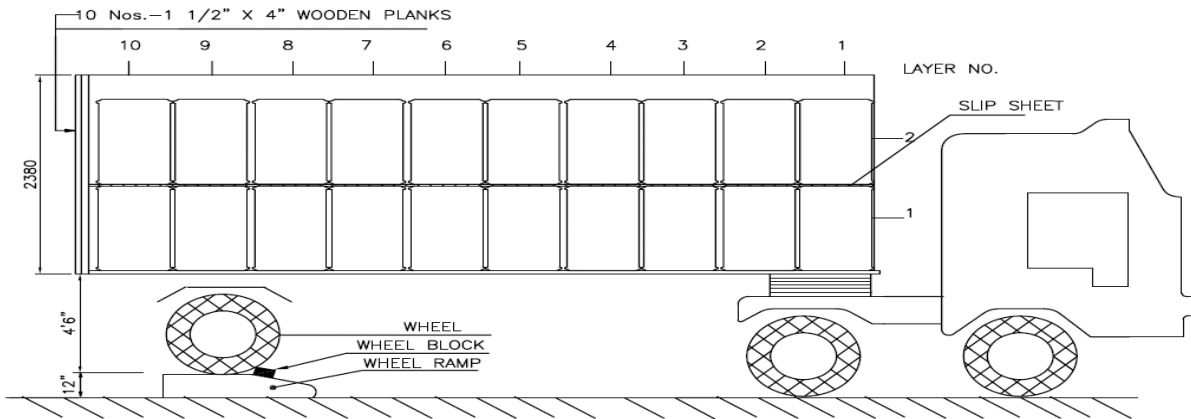 10 Nos.-1 1/2" X 4" WOODEN PLANKS
10 9 8 7 6 5 4 3 2 1
LAYER NO.
SLIP SHEET
2
2380
1
4'6"
WHEEL
WHEEL BLOCK
WHEEL RAMP
12"